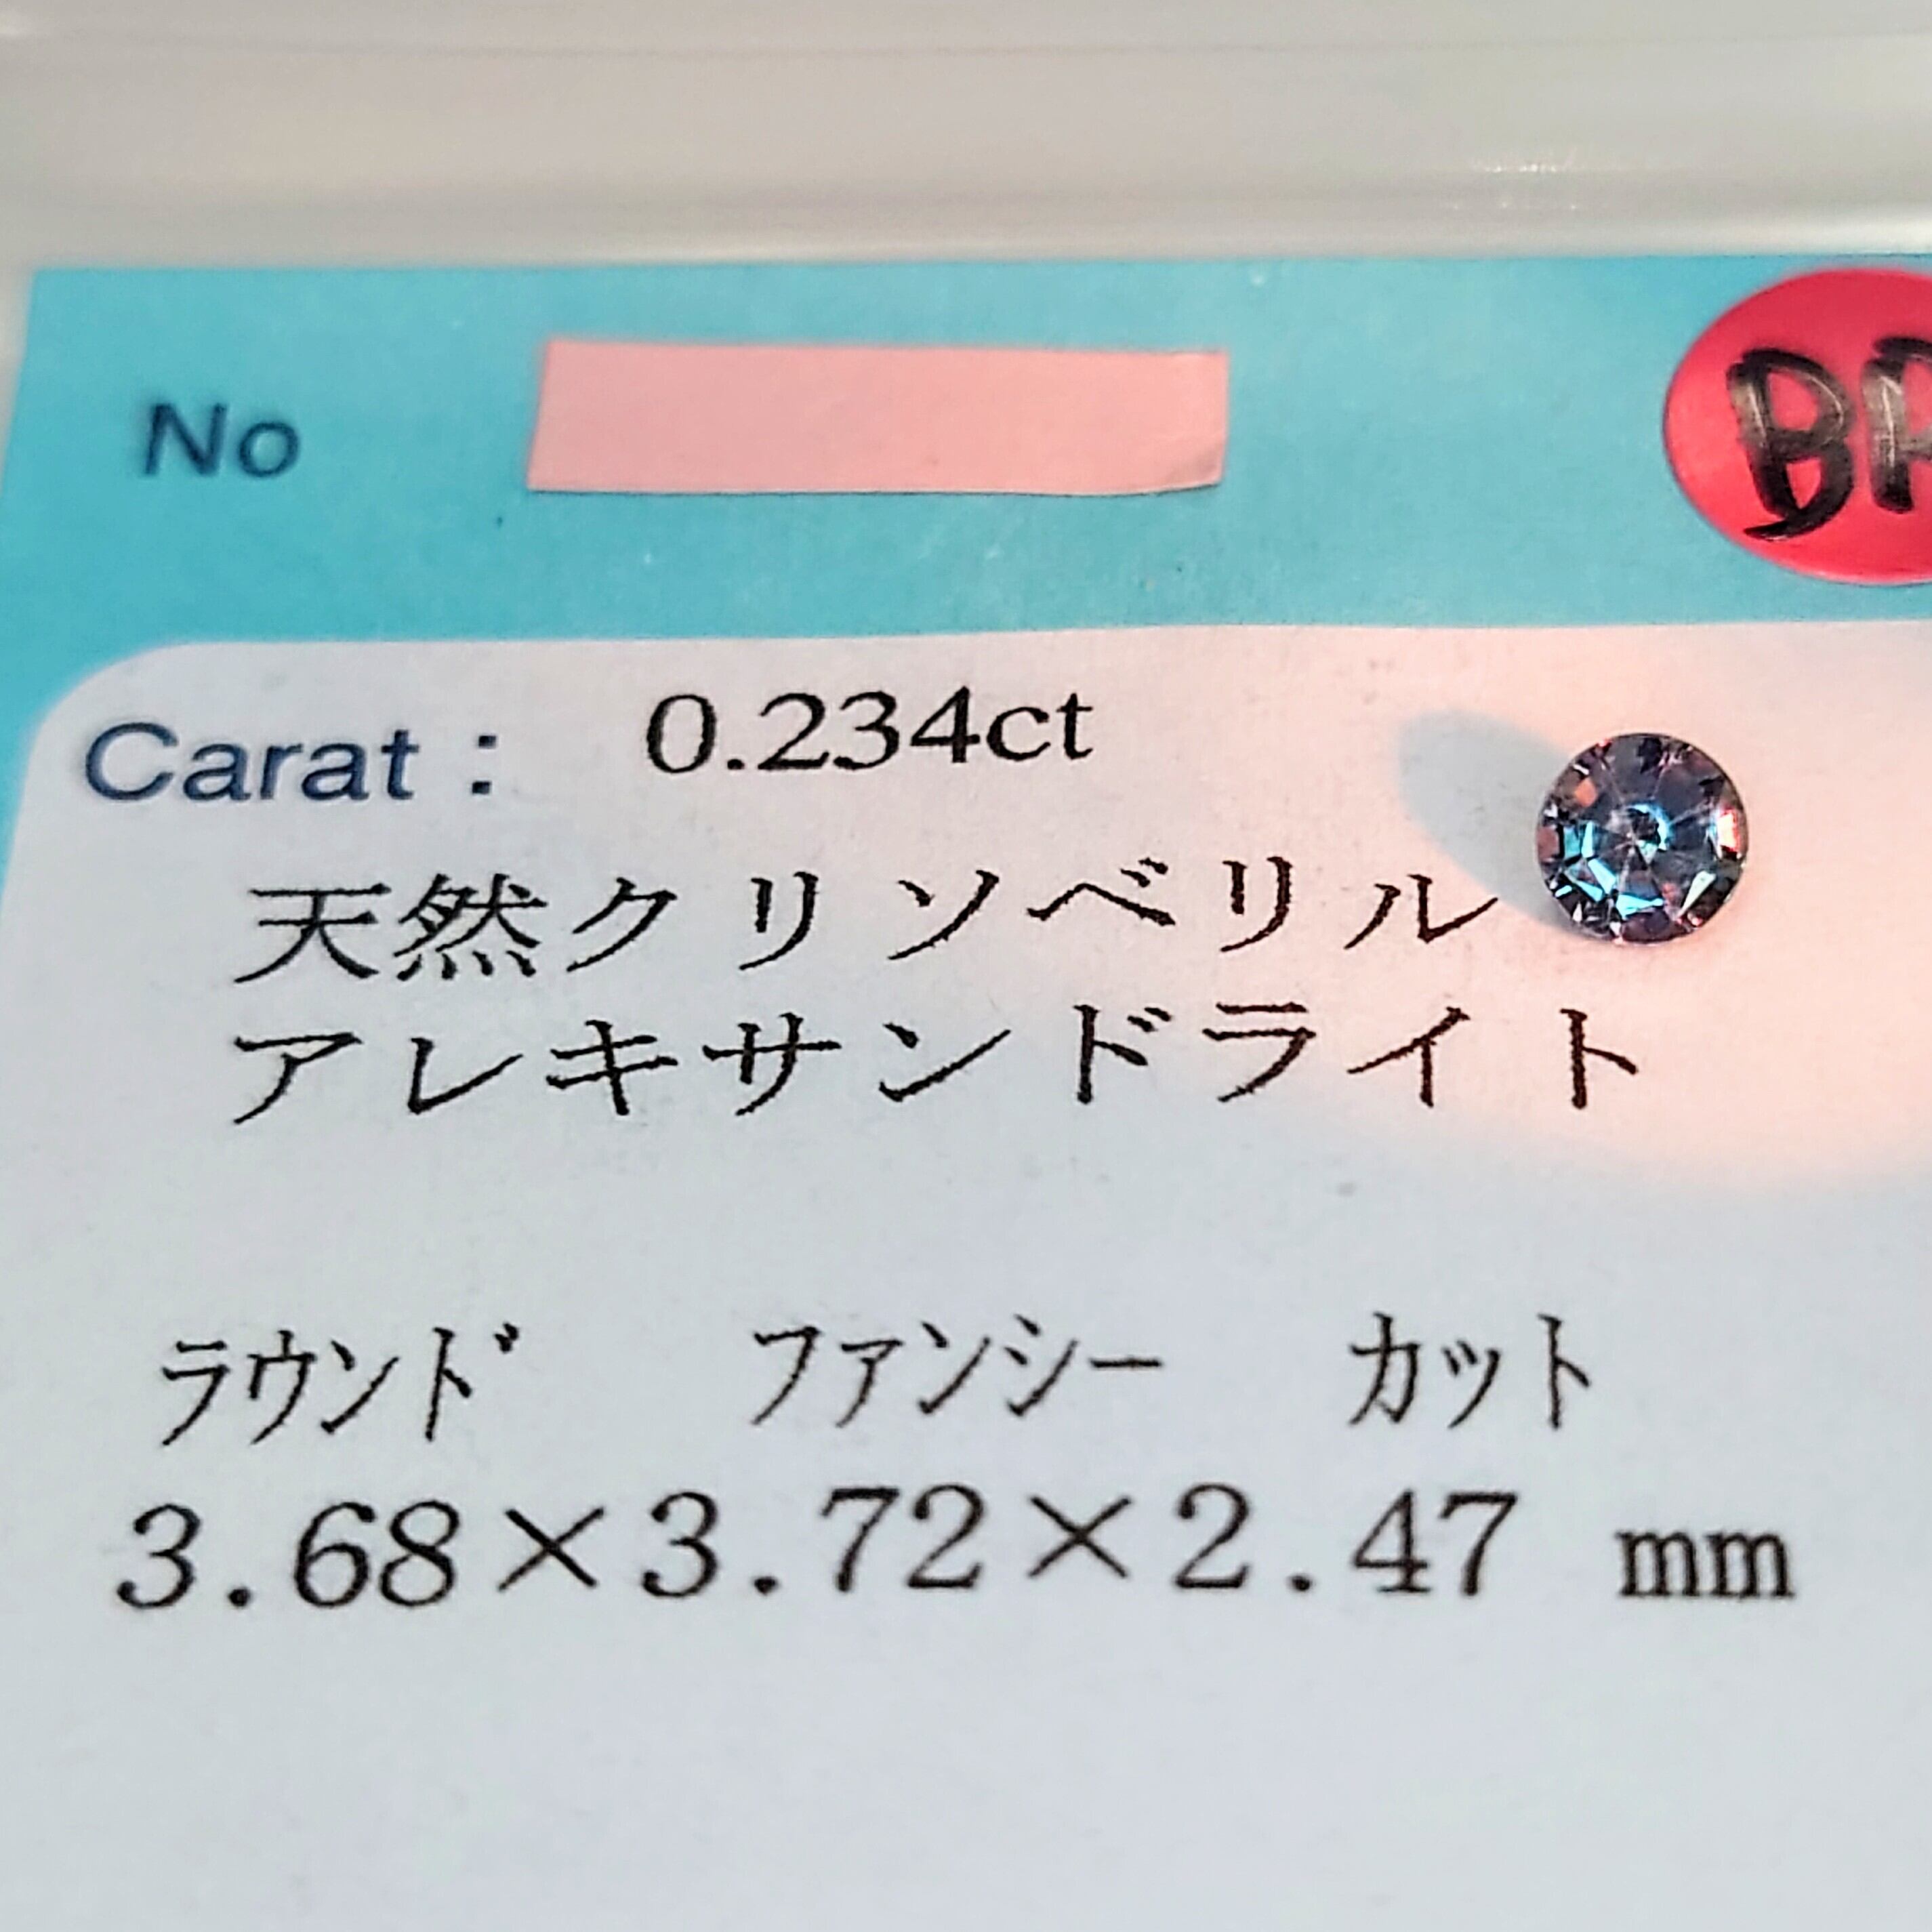 No
Carat : 0.234ct
天然クリソベリル
アレキサンドライト
ラウンド ファンシー カット
3.68×3.72×2.47 mm